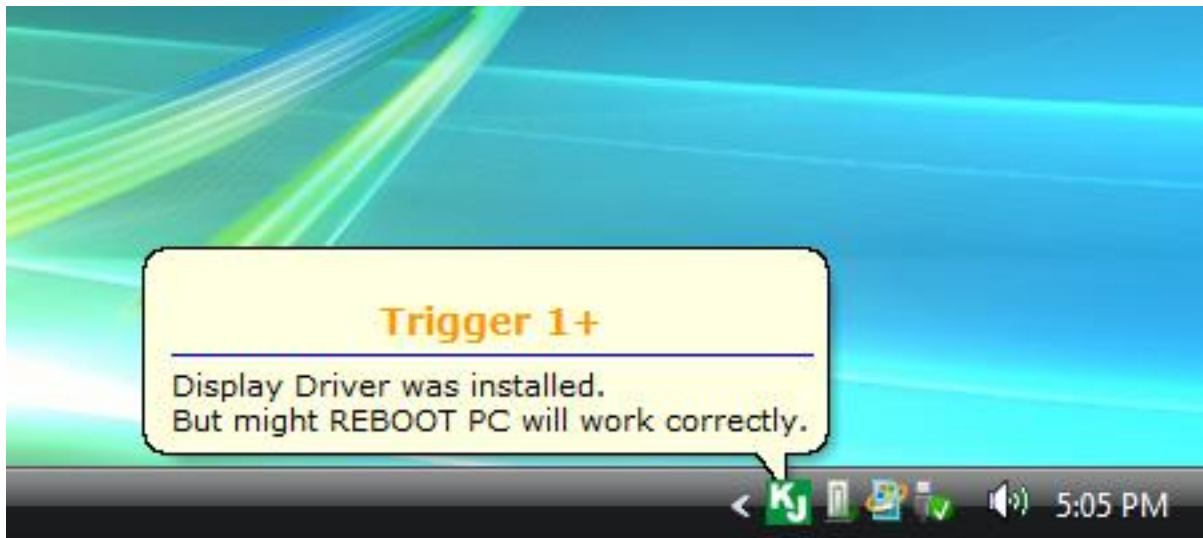 Trigger 1+
Display Driver was installed.
But might REBOOT PC will work correctly.
< KJ 5:05 PM